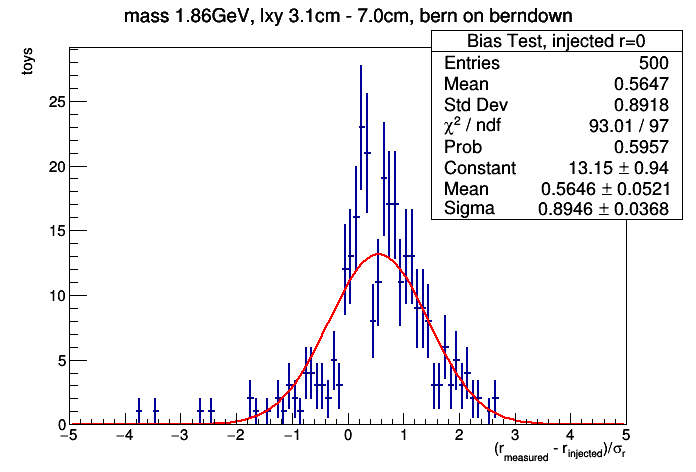 mass 1.86GeV, lxy 3.1cm - 7.0cm, bern on berndown
toys
Bias Test, injected r=0
Entries 500
Mean 0.5647
Std Dev 0.8918
χ² / ndf 93.01 / 97
Prob 0.5957
Constant 13.15 ± 0.94
Mean 0.5646 ± 0.0521
Sigma 0.8946 ± 0.0368
25
20
15
10
5
0
−5 −4 −3 −2 −1 0 1 2 3 4 5
(r_measured - r_injected)/σ_r